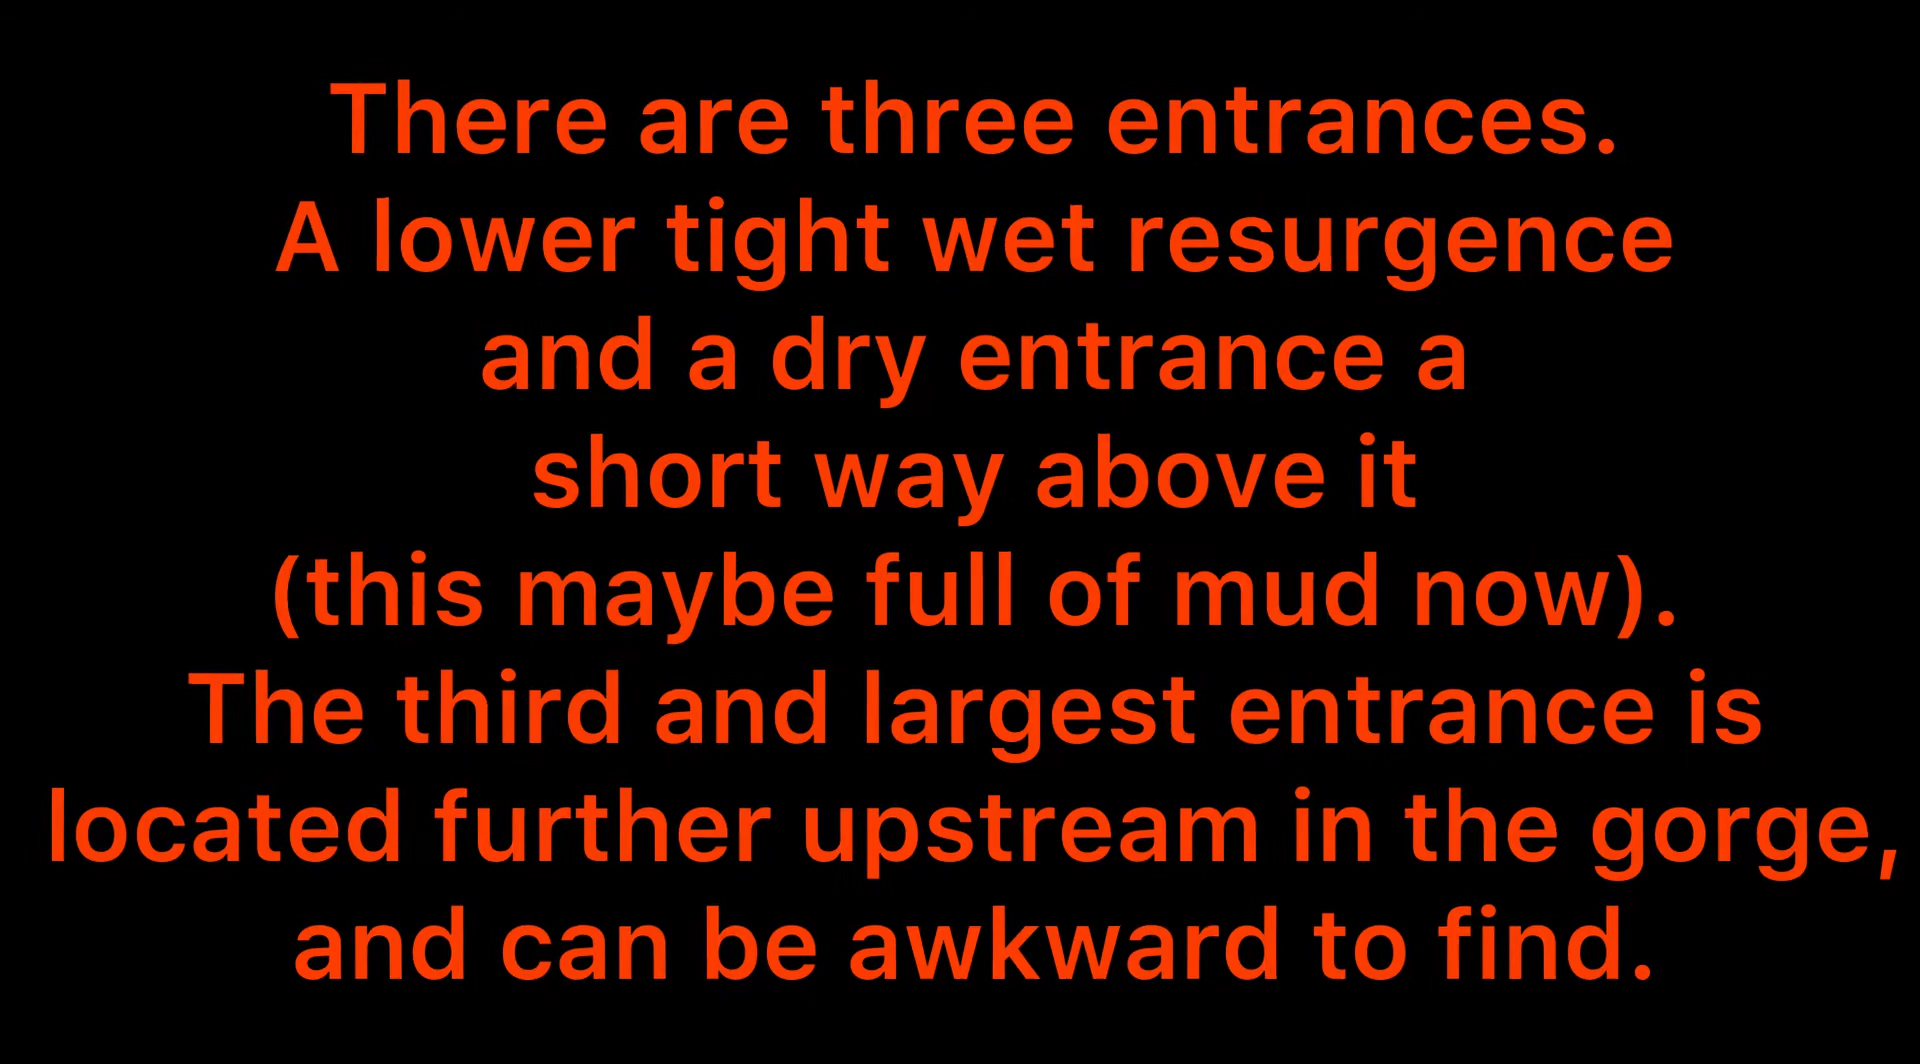 There are three entrances.
A lower tight wet resurgence
and a dry entrance a
short way above it
(this maybe full of mud now).
The third and largest entrance is
located further upstream in the gorge,
and can be awkward to find.